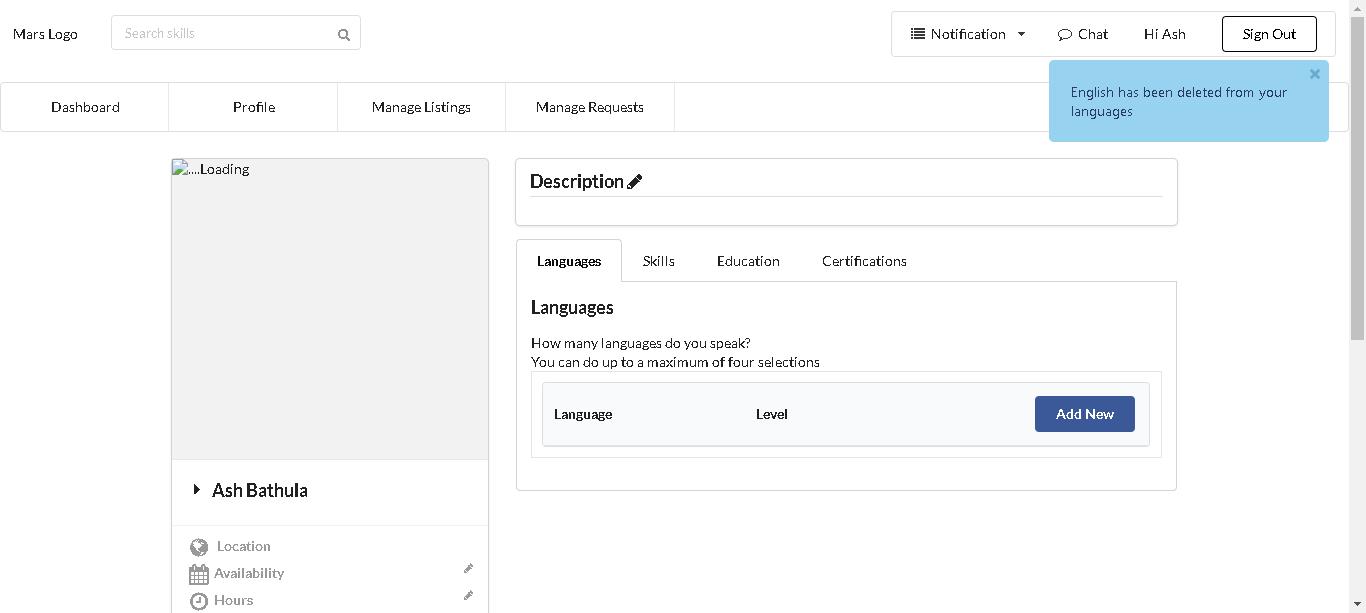 Mars Logo
Search skills
Notification
Chat
Hi Ash
Sign Out
English has been deleted from your
languages
Dashboard
Profile
Manage Listings
Manage Requests
....Loading
Description
Languages
Skills
Education
Certifications
Languages
How many languages do you speak?
You can do up to a maximum of four selections
Language
Level
Add New
Ash Bathula
Location
Availability
Hours